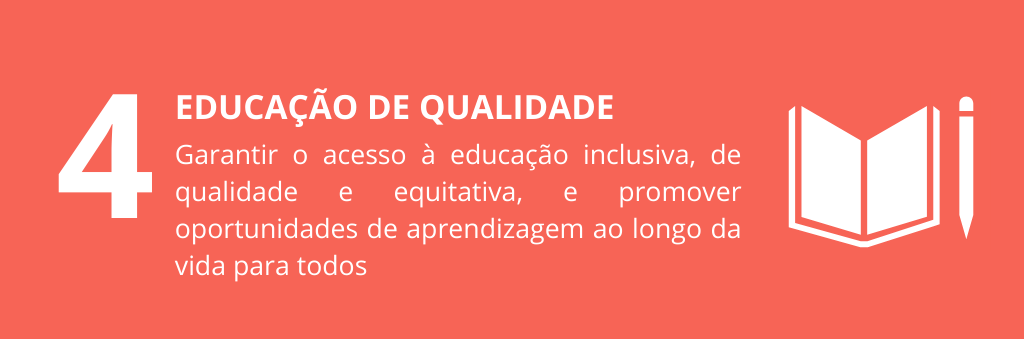 4
EDUCAÇÃO DE QUALIDADE
Garantir o acesso à educação inclusiva, de
qualidade e equitativa, e promover
oportunidades de aprendizagem ao longo da
vida para todos